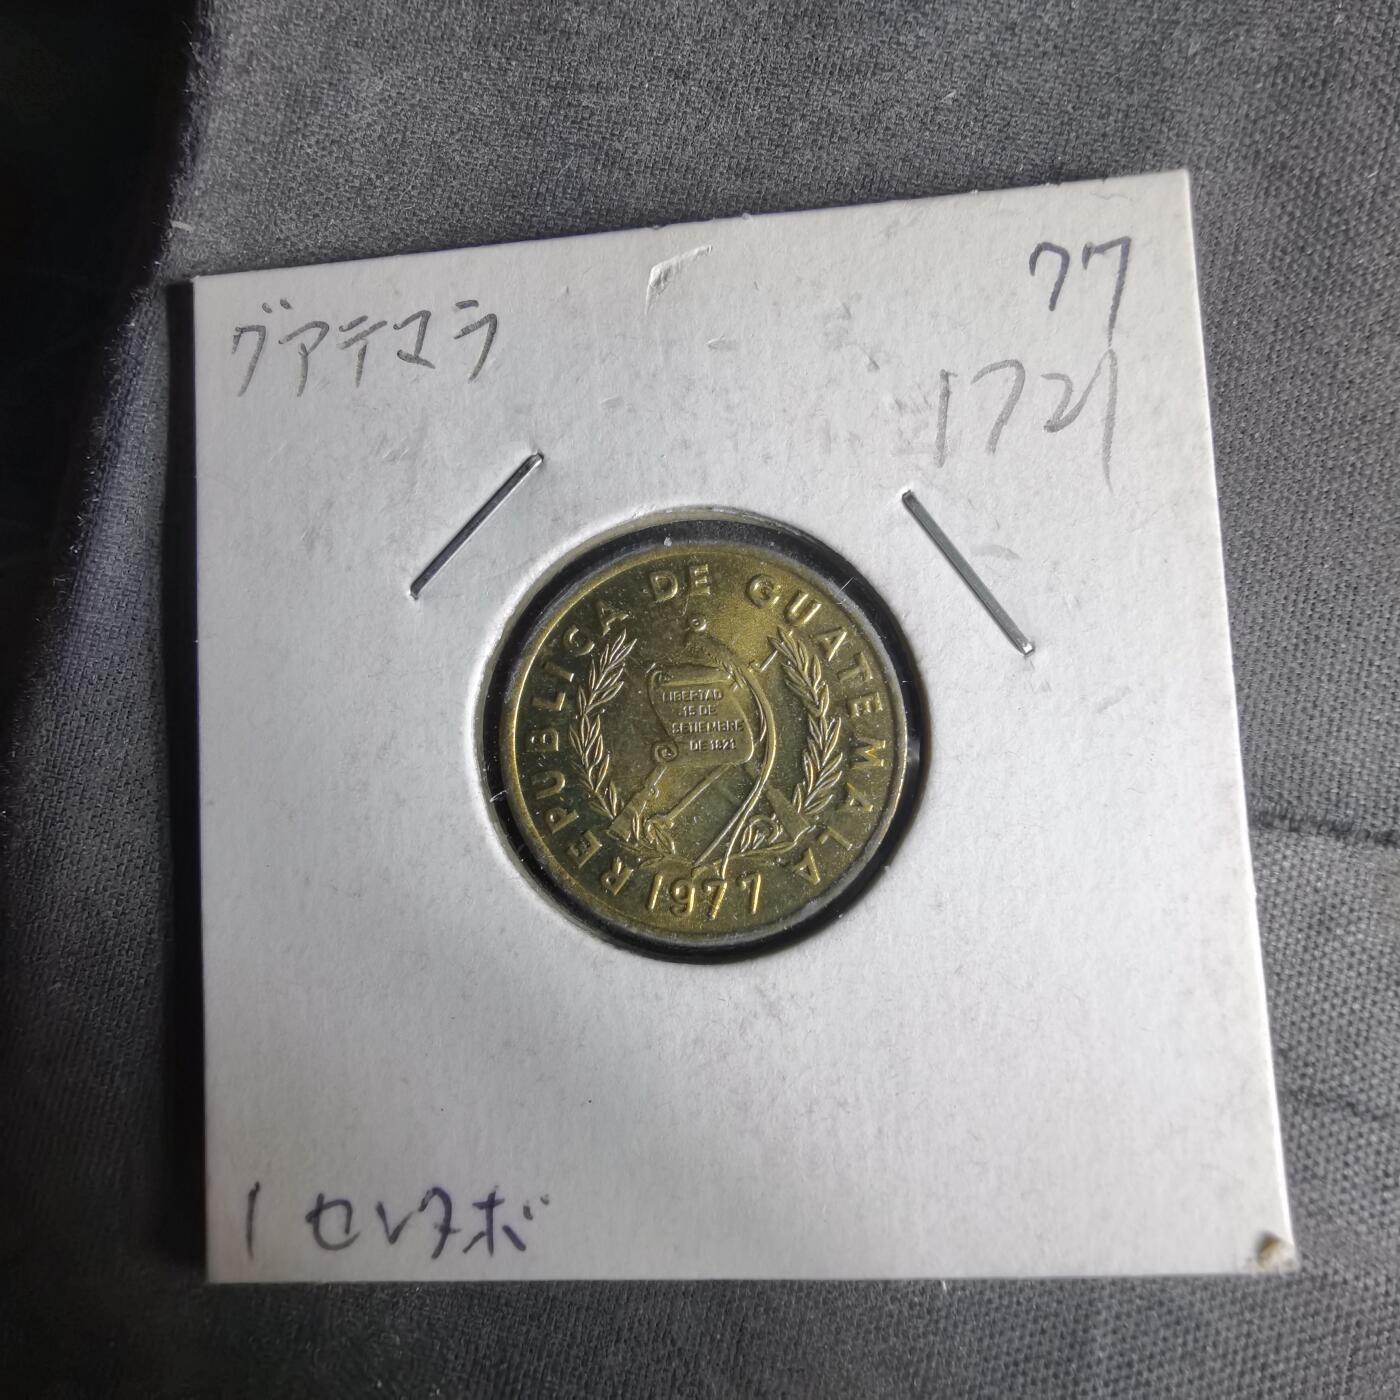 グアテマラ
77
1721
REPUBLICA DE GUATEMALA
LIBERTAD
15 DE
SETIEMBRE
DE 1821
1977
1 センタボ